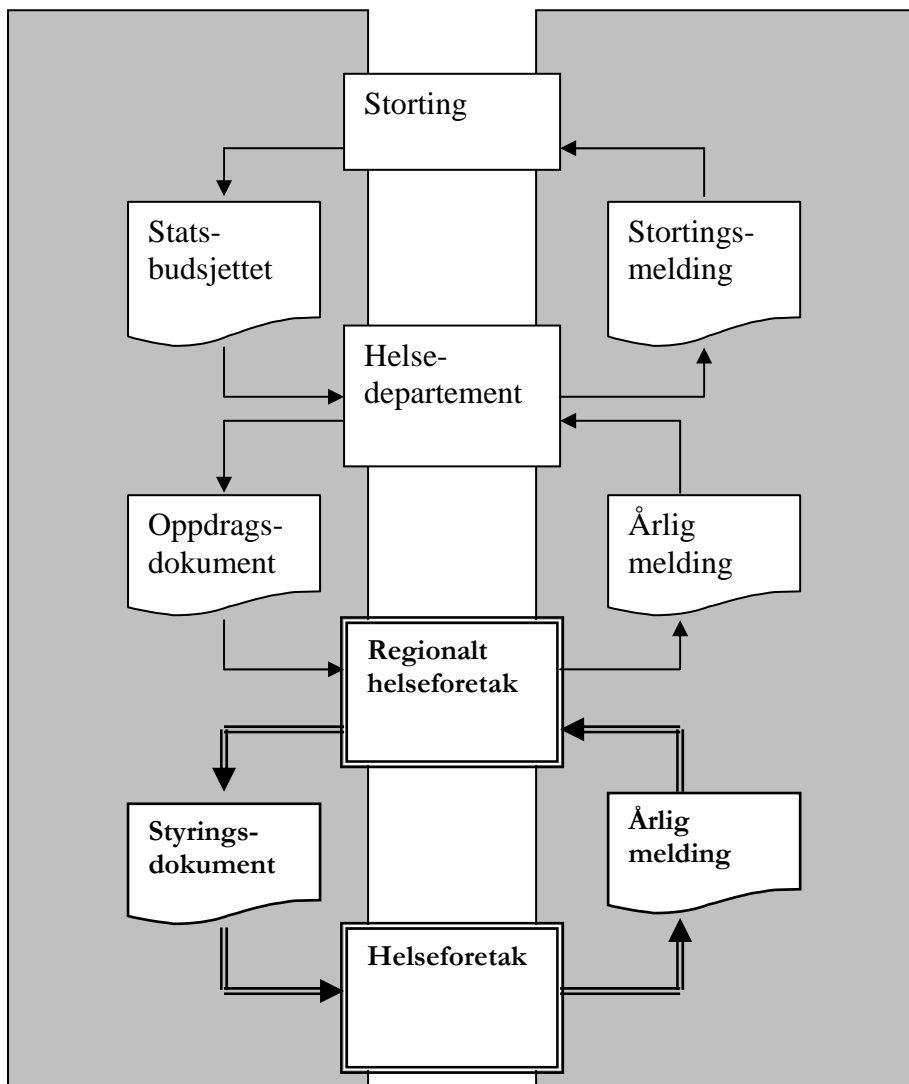 Storting
Stats-
budsjettet
Stortings-
melding
Helse-
departement
Oppdrags-
dokument
Årlig
melding
Regionalt
helseforetak
Styrings-
dokument
Årlig
melding
Helseforetak